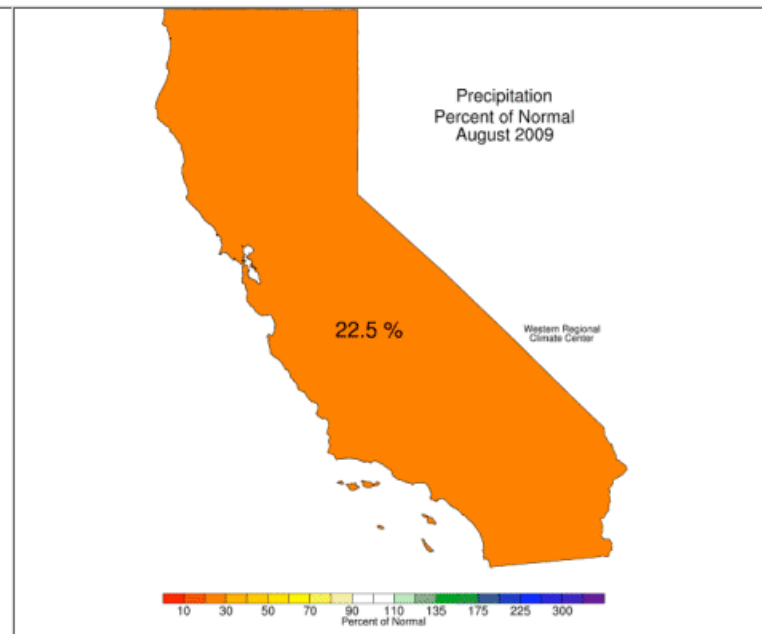 Precipitation
Percent of Normal
August 2009
22.5 %
Western Regional
Climate Center
10 30 50 70 90 110 135 175 225 300
Percent of Normal